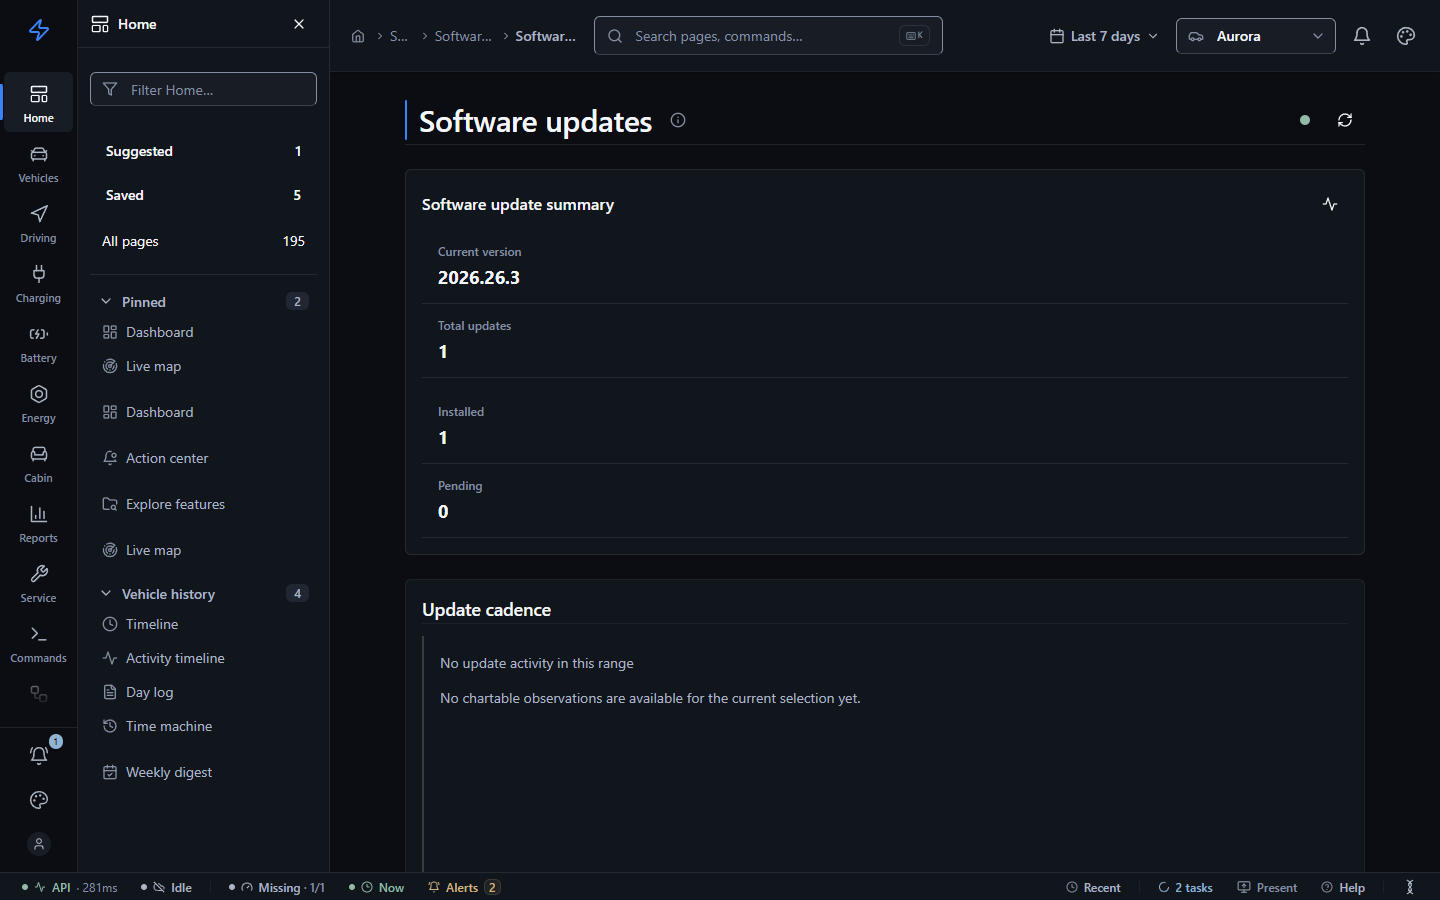 Home
Vehicles
Driving
Charging
Battery
Energy
Cabin
Reports
Service
Commands
1
Home
Filter Home...
Suggested 1
Saved 5
All pages 195
Pinned 2
Dashboard
Live map
Dashboard
Action center
Explore features
Live map
Vehicle history 4
Timeline
Activity timeline
Day log
Time machine
Weekly digest
S... Softwar... Softwar...
Search pages, commands... K
Last 7 days
Aurora
Software updates
Software update summary
Current version
2026.26.3
Total updates
1
Installed
1
Pending
0
Update cadence
No update activity in this range
No chartable observations are available for the current selection yet.
API · 281ms Idle Missing · 1/1 Now Alerts 2 Recent 2 tasks Present Help